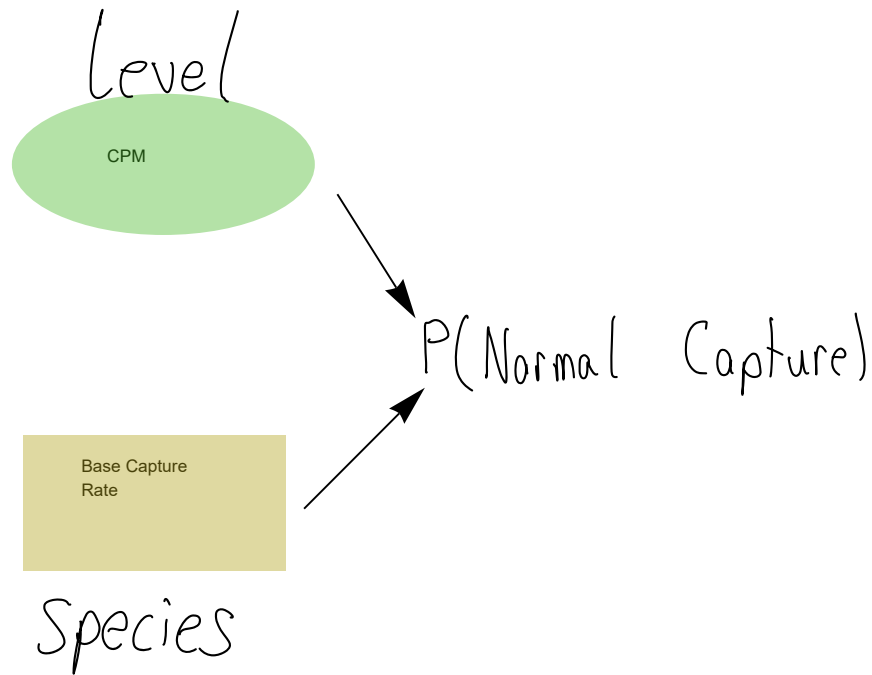 Level
CPM
P(Normal Capture)
Base Capture
Rate
Species